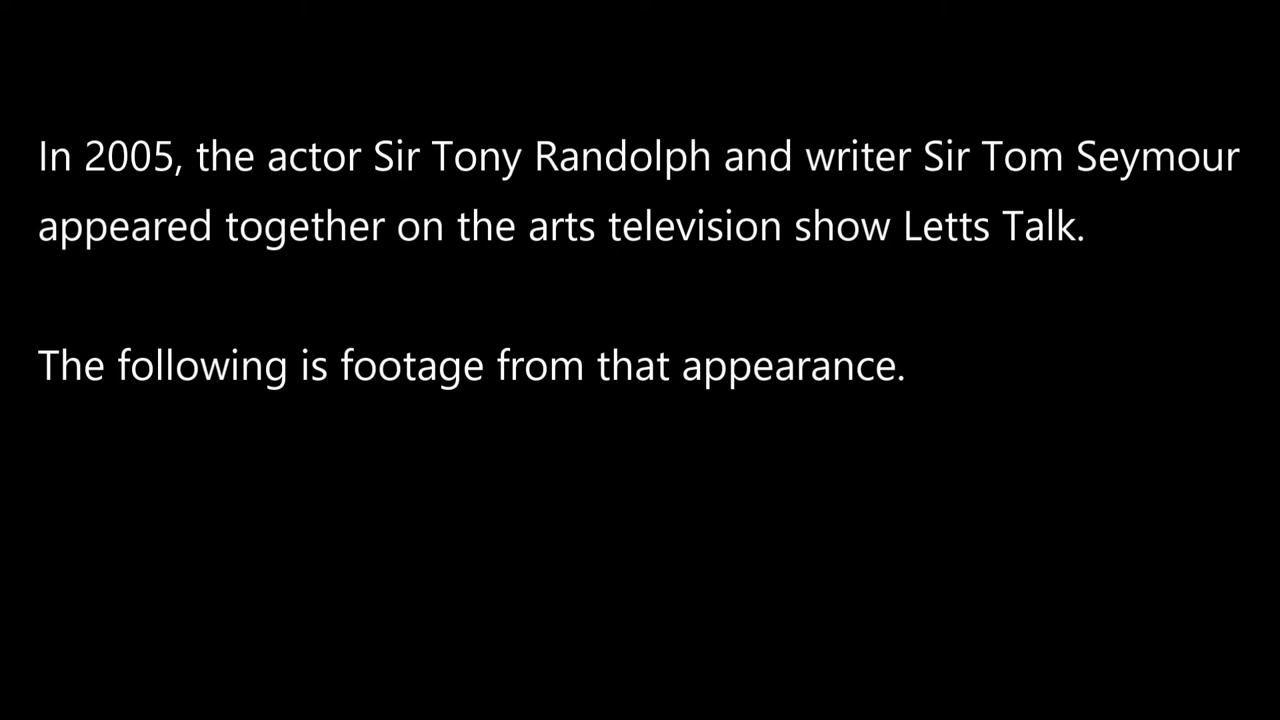 In 2005, the actor Sir Tony Randolph and writer Sir Tom Seymour
appeared together on the arts television show Letts Talk.
The following is footage from that appearance.